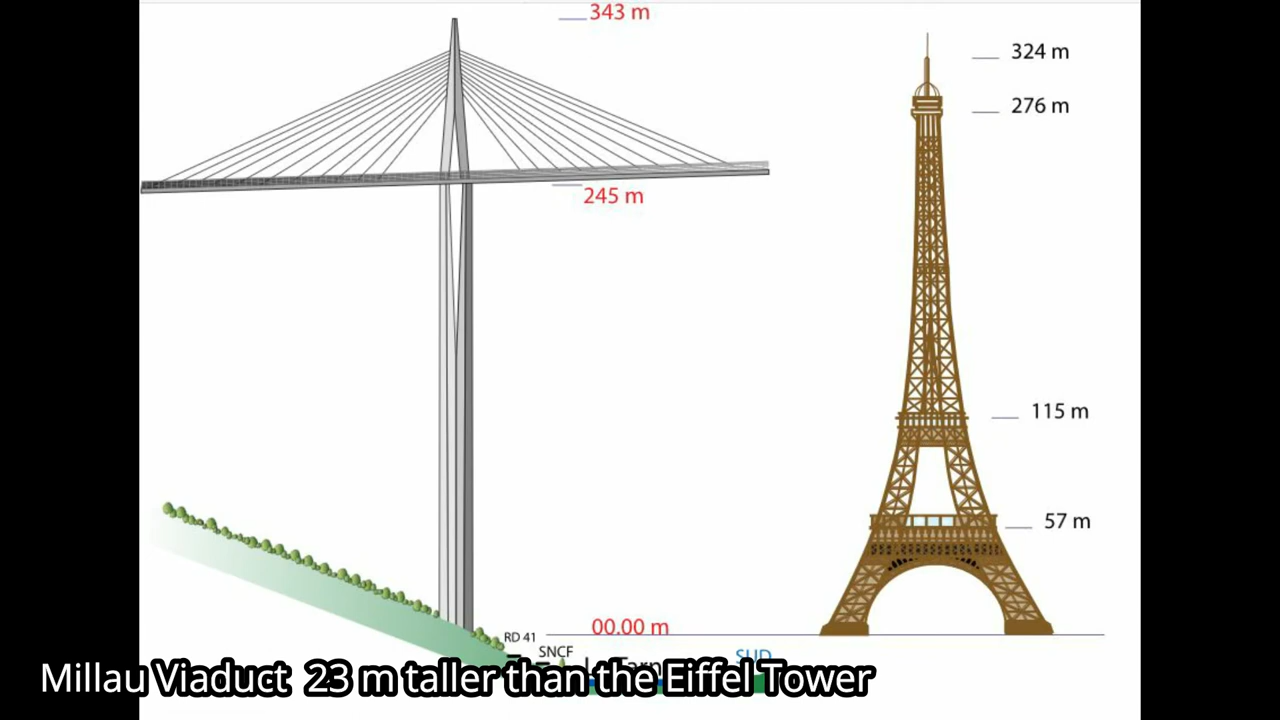 343 m
324 m
276 m
245 m
115 m
57 m
00.00 m
RD 41
SNCF
SUD
Millau Viaduct 23 m taller than the Eiffel Tower